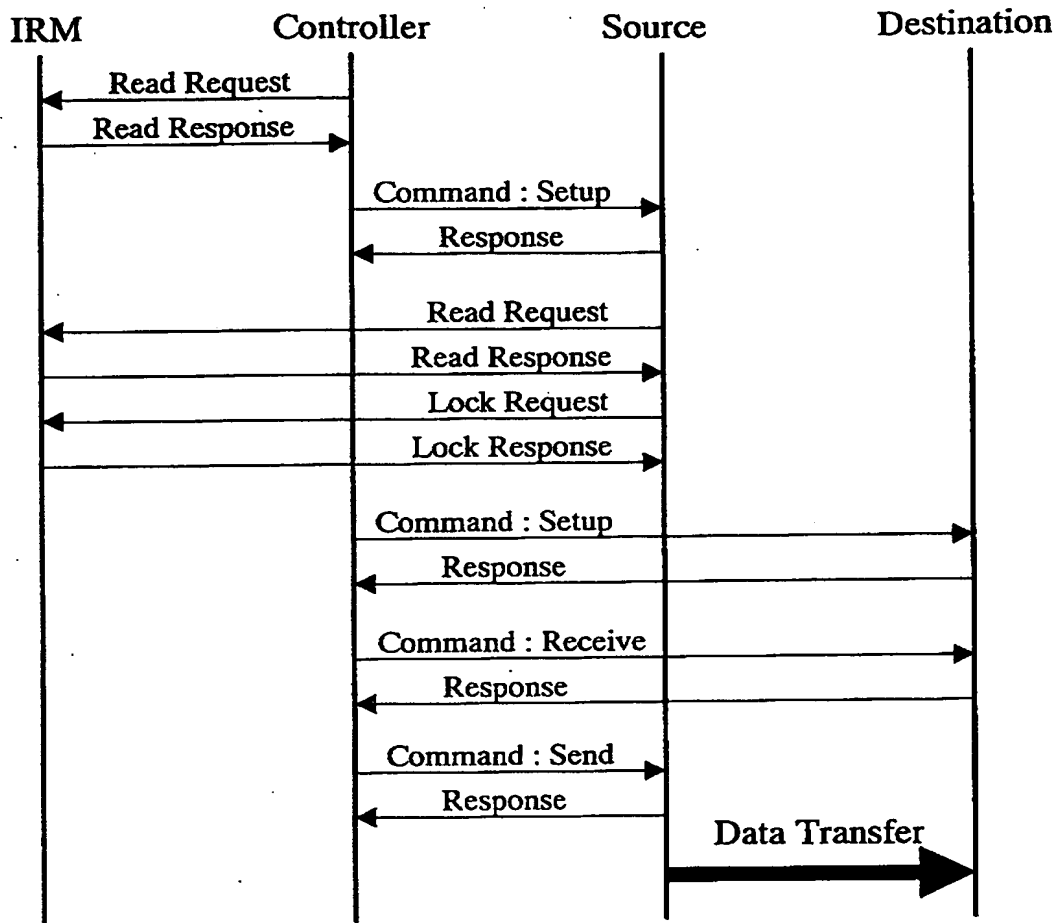 IRM Controller Source Destination
Read Request
Read Response
Command : Setup
Response
Read Request
Read Response
Lock Request
Lock Response
Command : Setup
Response
Command : Receive
Response
Command : Send
Response
Data Transfer